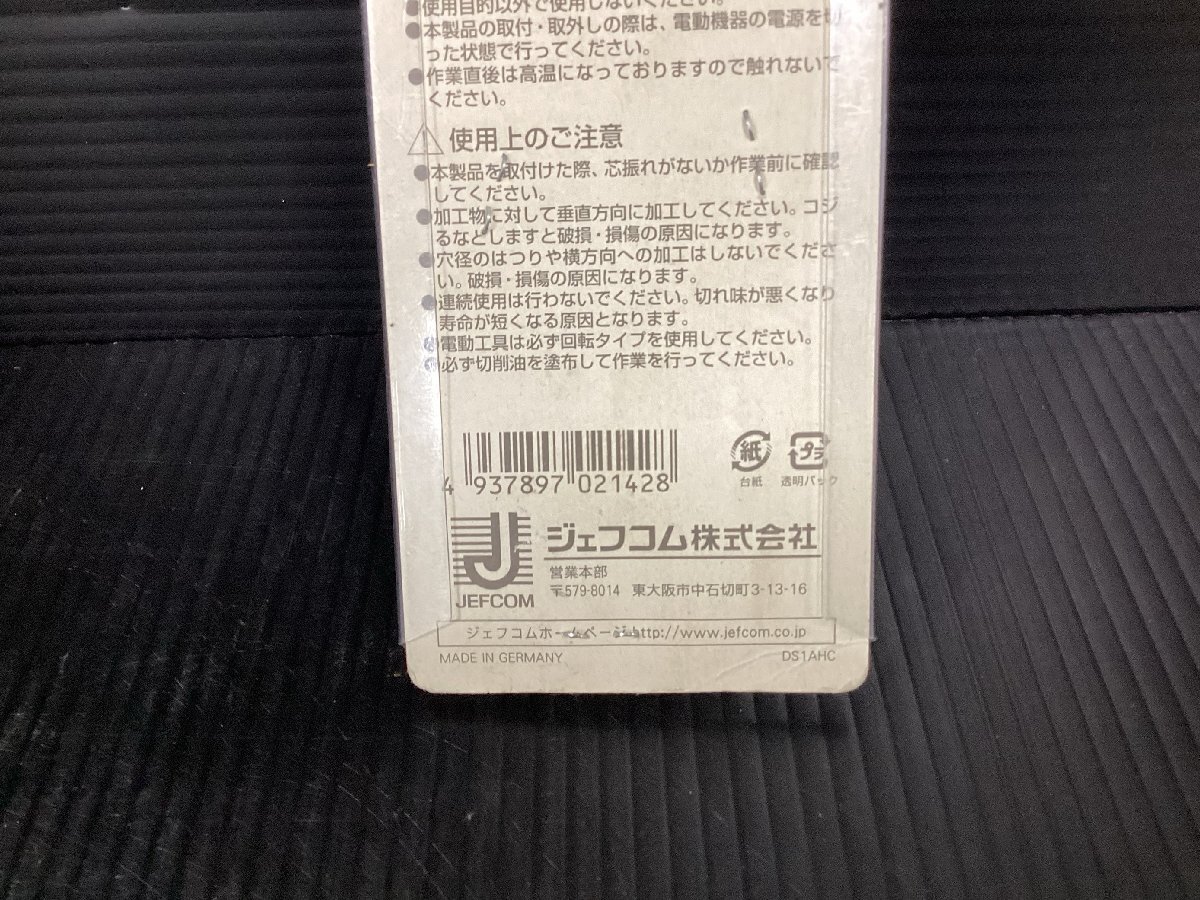 ●使用目的以外で使用しないください。
●本製品の取付・取外しの際は、電動機器の電源を切
った状態で行ってください。
●作業直後は高温になっておりますので触れないで
ください。
⚠使用上のご注意
●本製品を取付けた際、芯振れがないか作業前に確認
してください。
●加工物に対して垂直方向に加工してください。コジ
るなどしますと破損・損傷の原因になります。
●穴径のはつりや横方向への加工はしないでくださ
い。破損・損傷の原因になります。
●連続使用は行わないでください。切れ味が悪くなり
寿命が短くなる原因となります。
●電動工具は必ず回転タイプを使用してください。
●必ず切削油を塗布して作業を行ってください。
4 937897 021428
紙
台紙
プラ
透明パック
JEFCOM
ジェフコム株式会社
営業本部
〒579-8014 東大阪市中石切町3-13-16
ジェフコムホームページ http://www.jefcom.co.jp
MADE IN GERMANY DS1AHC